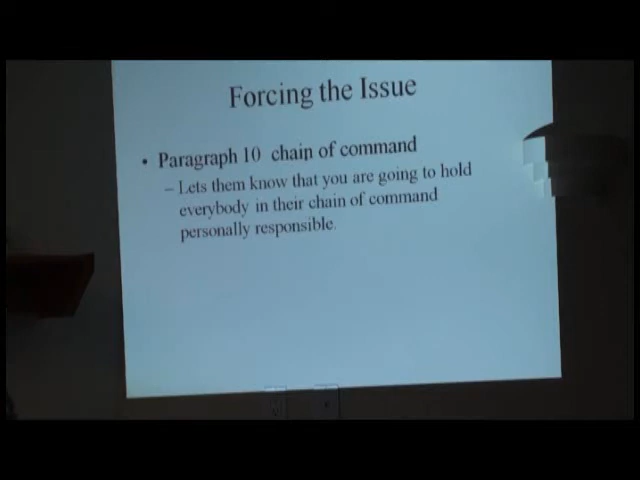 Forcing the Issue
• Paragraph 10 chain of command
– Lets them know that you are going to hold
everybody in their chain of command
personally responsible.